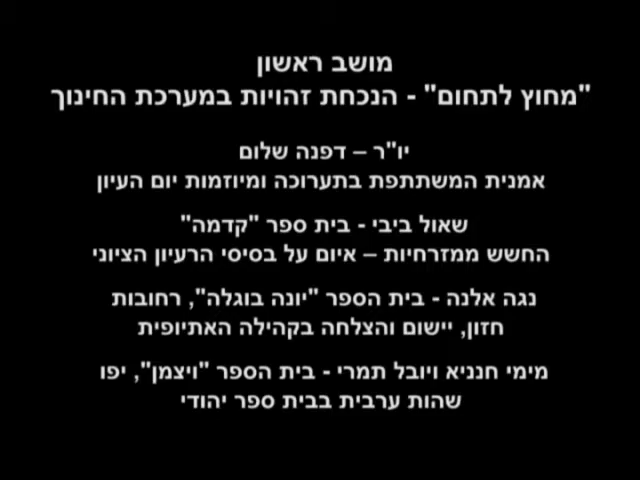 מושב ראשון
"מחוץ לתחום" - הנכחת זהויות במערכת החינוך
יו"ר – דפנה שלום
אמנית המשתתפת בתערוכה ומיוזמות יום העיון
שאול ביבי - בית ספר "קדמה"
החשש ממזרחיות – איום על בסיסי הרעיון הציוני
נגה אלנה - בית הספר "יונה בוגלה", רחובות
חזון, יישום והצלחה בקהילה האתיופית
מימי חנניא ויובל תמרי - בית הספר "ויצמן", יפו
שהות ערבית בבית ספר יהודי